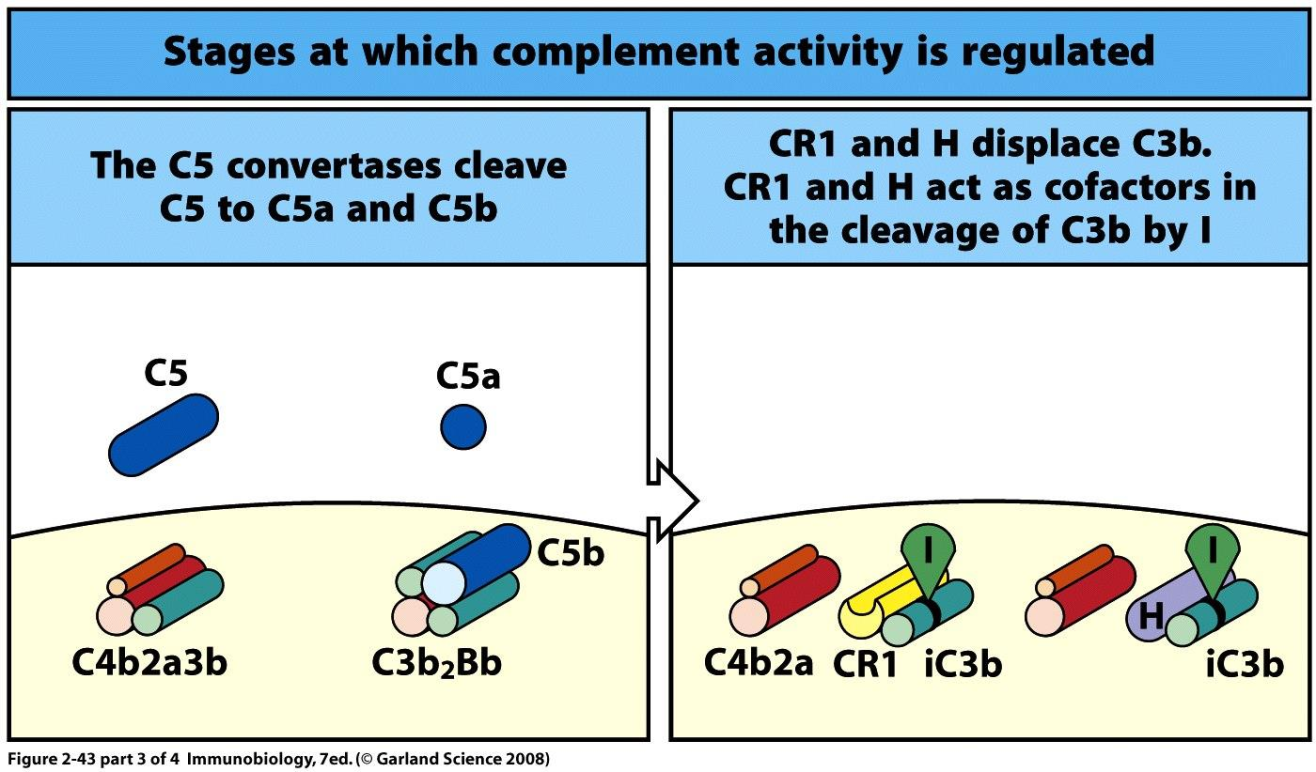 Stages at which complement activity is regulated
The C5 convertases cleave
C5 to C5a and C5b
CR1 and H displace C3b.
CR1 and H act as cofactors in
the cleavage of C3b by I
C5
C5a
C5b
C4b2a3b
C3b₂Bb
I
I
H
C4b2a
CR1
iC3b
iC3b
Figure 2-43 part 3 of 4 Immunobiology, 7ed. (© Garland Science 2008)